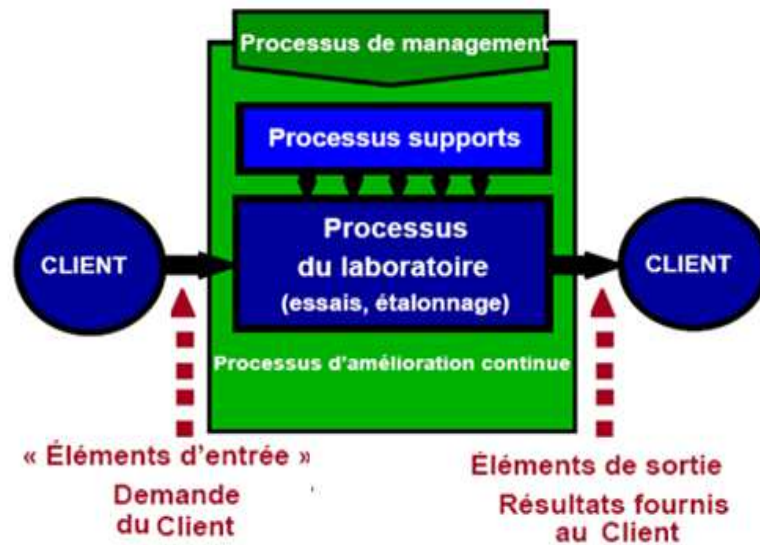 Processus de management
Processus supports
Processus
du laboratoire
(essais, étalonnage)
CLIENT
CLIENT
Processus d'amélioration continue
« Éléments d'entrée »
Demande
du Client
Éléments de sortie
Résultats fournis
au Client